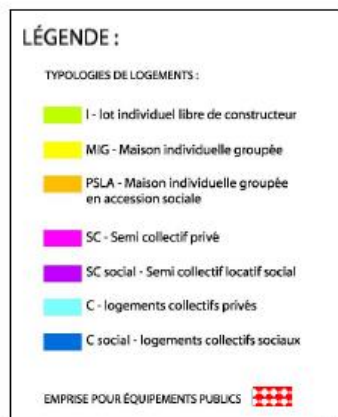 LÉGENDE :
TYPOLOGIES DE LOGEMENTS :
I - lot individuel libre de constructeur
MIG - Maison individuelle groupée
PSLA - Maison individuelle groupée
en accession sociale
SC - Semi collectif privé
SC social - Semi collectif locatif social
C - logements collectifs privés
C social - logements collectifs sociaux
EMPRISE POUR ÉQUIPEMENTS PUBLICS